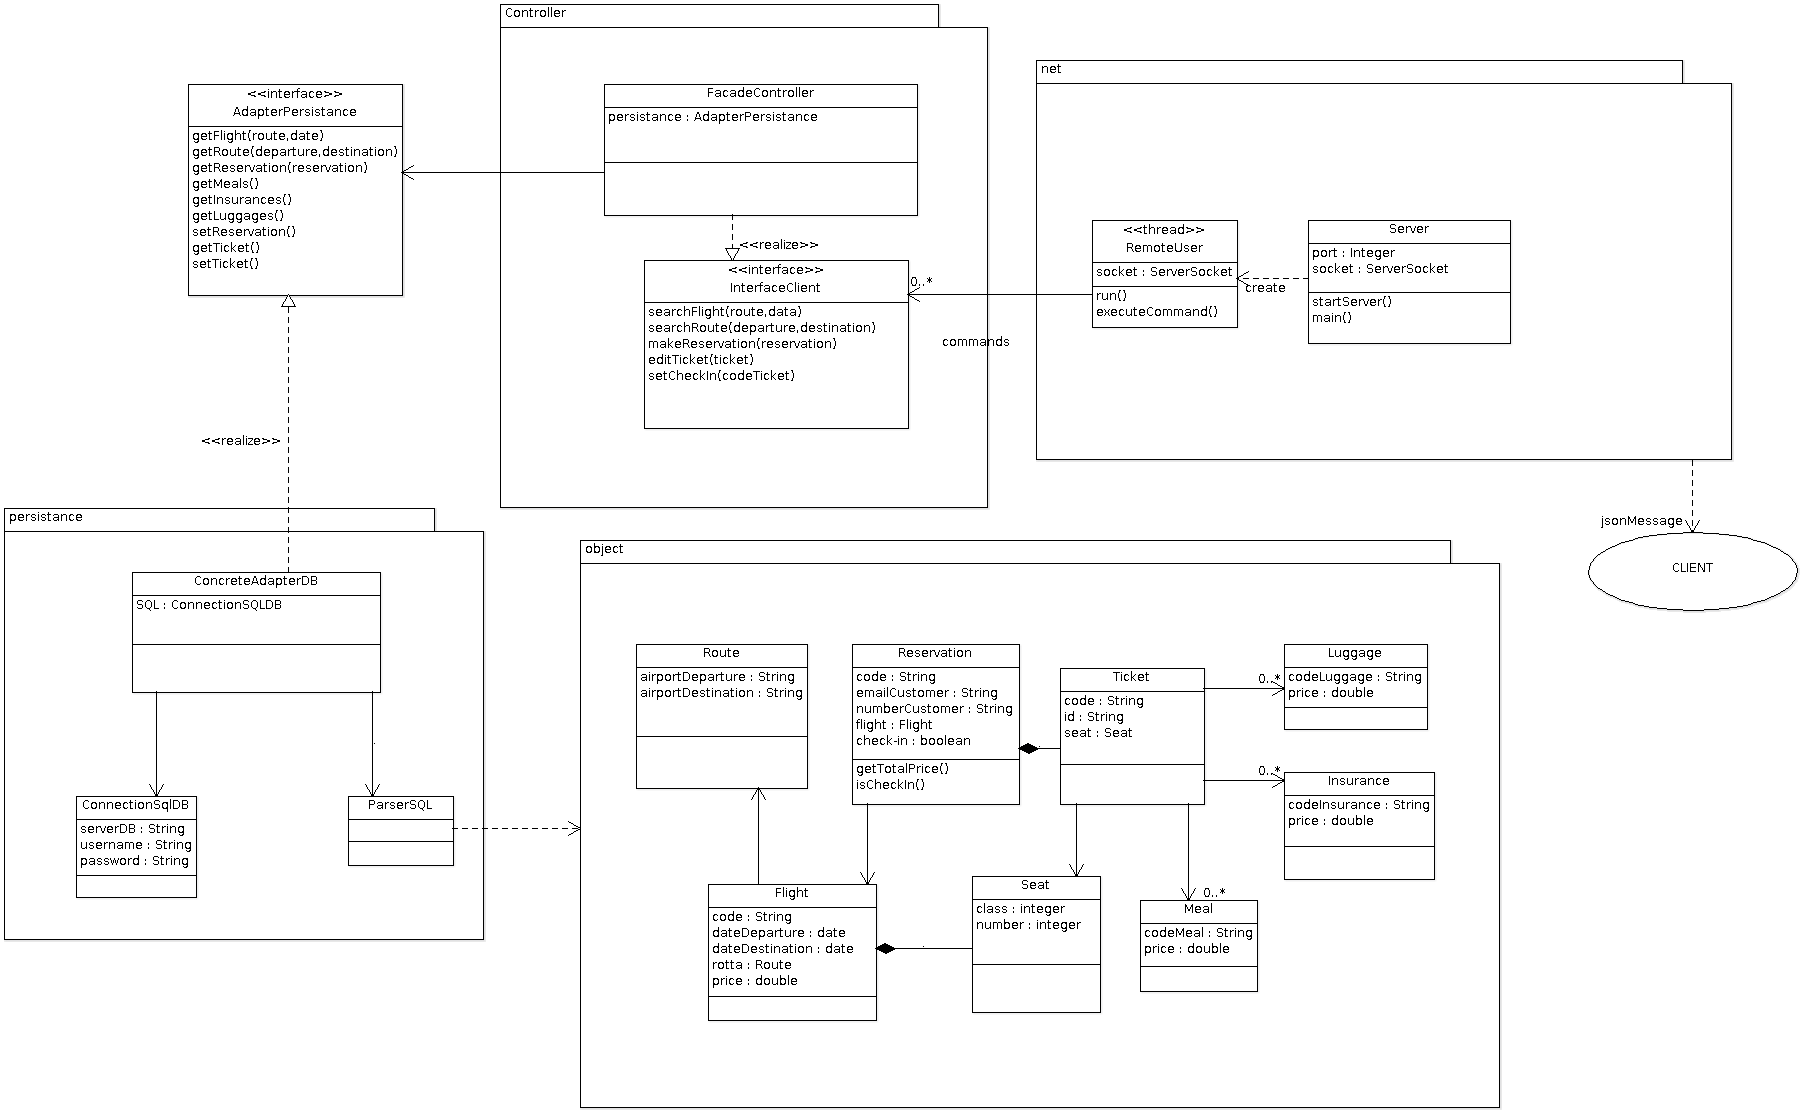 Controller
FacadeController
persistance : AdapterPersistance
<<realize>>
<<interface>>
InterfaceClient
searchFlight(route,data)
searchRoute(departure,destination)
makeReservation(reservation)
editTicket(ticket)
setCheckIn(codeTicket)
0..*
commands
<<interface>>
AdapterPersistance
getFlight(route,date)
getRoute(departure,destination)
getReservation(reservation)
getMeals()
getInsurances()
getLuggages()
setReservation()
getTicket()
setTicket()
<<realize>>
net
<<thread>>
RemoteUser
socket : ServerSocket
run()
executeCommand()
create
Server
port : Integer
socket : ServerSocket
startServer()
main()
jsonMessage
CLIENT
persistance
ConcreteAdapterDB
SQL : ConnectionSQLDB
ConnectionSqlDB
serverDB : String
username : String
password : String
ParserSQL
object
Route
airportDeparture : String
airportDestination : String
Reservation
code : String
emailCustomer : String
numberCustomer : String
flight : Flight
check-in : boolean
getTotalPrice()
isCheckIn()
Ticket
code : String
id : String
seat : Seat
0..*
Luggage
codeLuggage : String
price : double
0..*
Insurance
codeInsurance : String
price : double
Flight
code : String
dateDeparture : date
dateDestination : date
rotta : Route
price : double
Seat
class : integer
number : integer
0..*
Meal
codeMeal : String
price : double